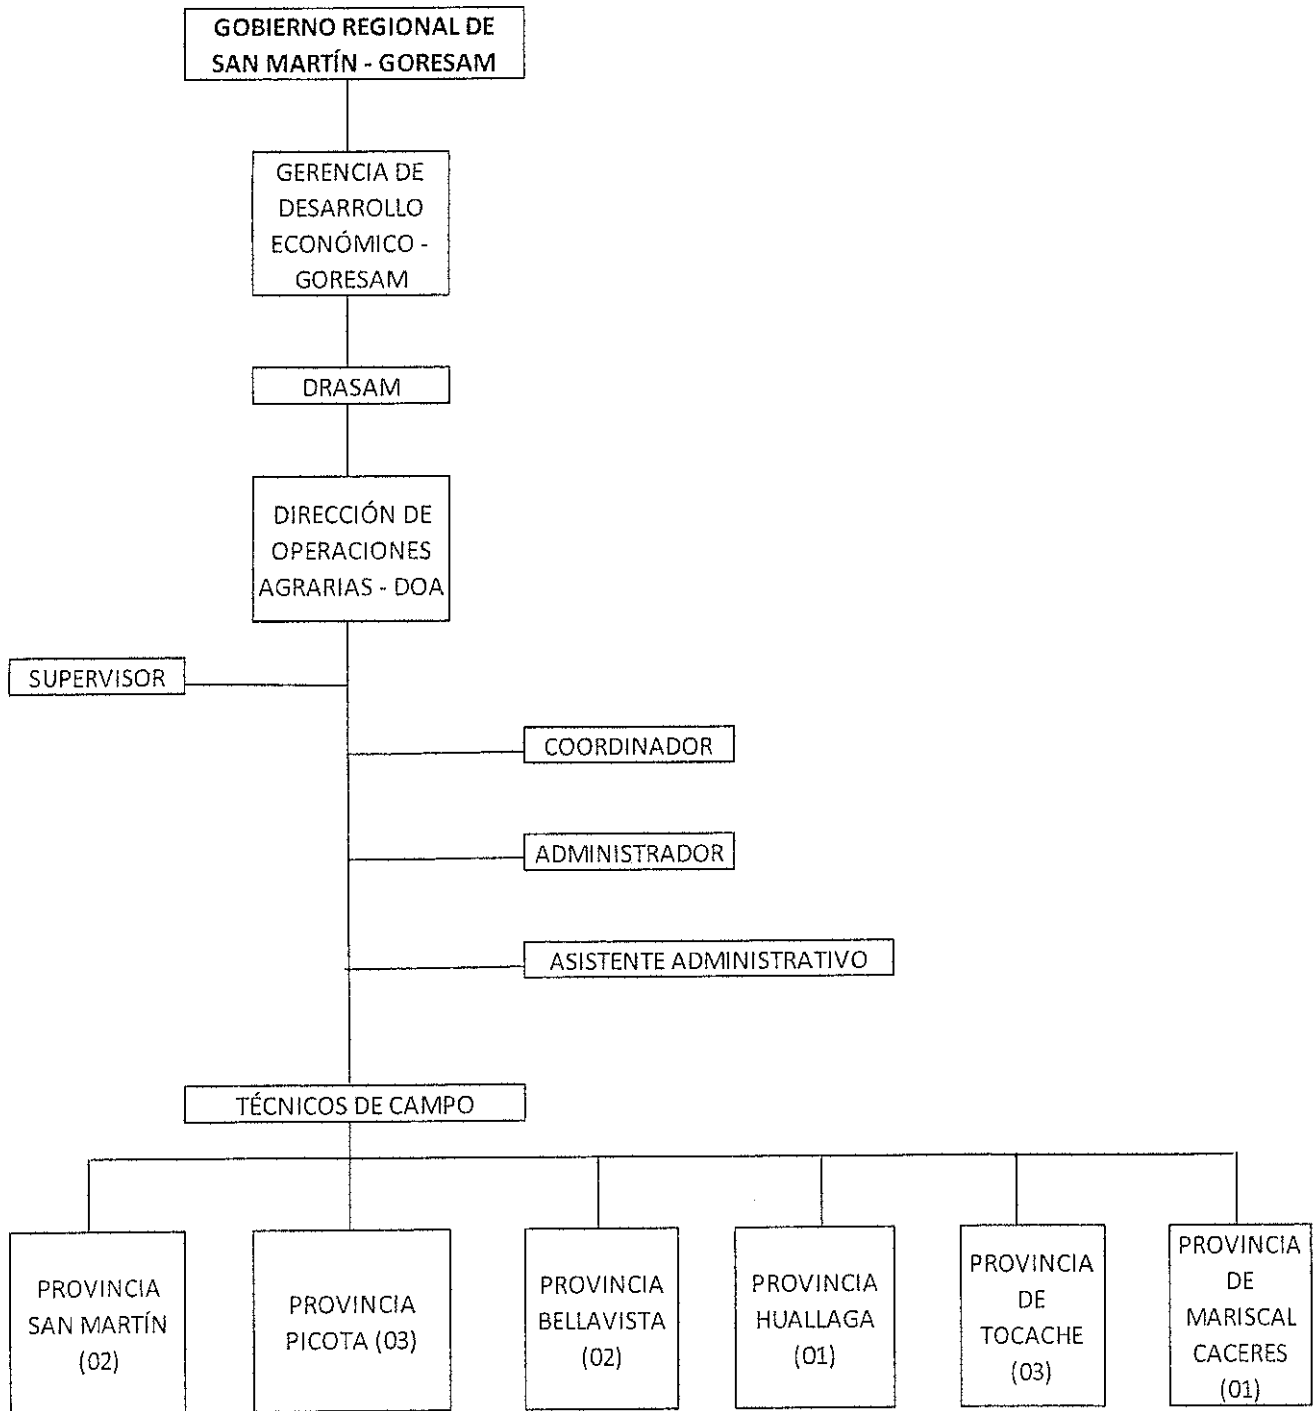 GOBIERNO REGIONAL DE
SAN MARTÍN - GORESAM
GERENCIA DE
DESARROLLO
ECONÓMICO -
GORESAM
DRASAM
DIRECCIÓN DE
OPERACIONES
AGRARIAS - DOA
SUPERVISOR
COORDINADOR
ADMINISTRADOR
ASISTENTE ADMINISTRATIVO
TÉCNICOS DE CAMPO
PROVINCIA
SAN MARTÍN
(02)
PROVINCIA
PICOTA (03)
PROVINCIA
BELLAVISTA
(02)
PROVINCIA
HUALLAGA
(01)
PROVINCIA
DE
TOCACHE
(03)
PROVINCIA
DE
MARISCAL
CACERES
(01)